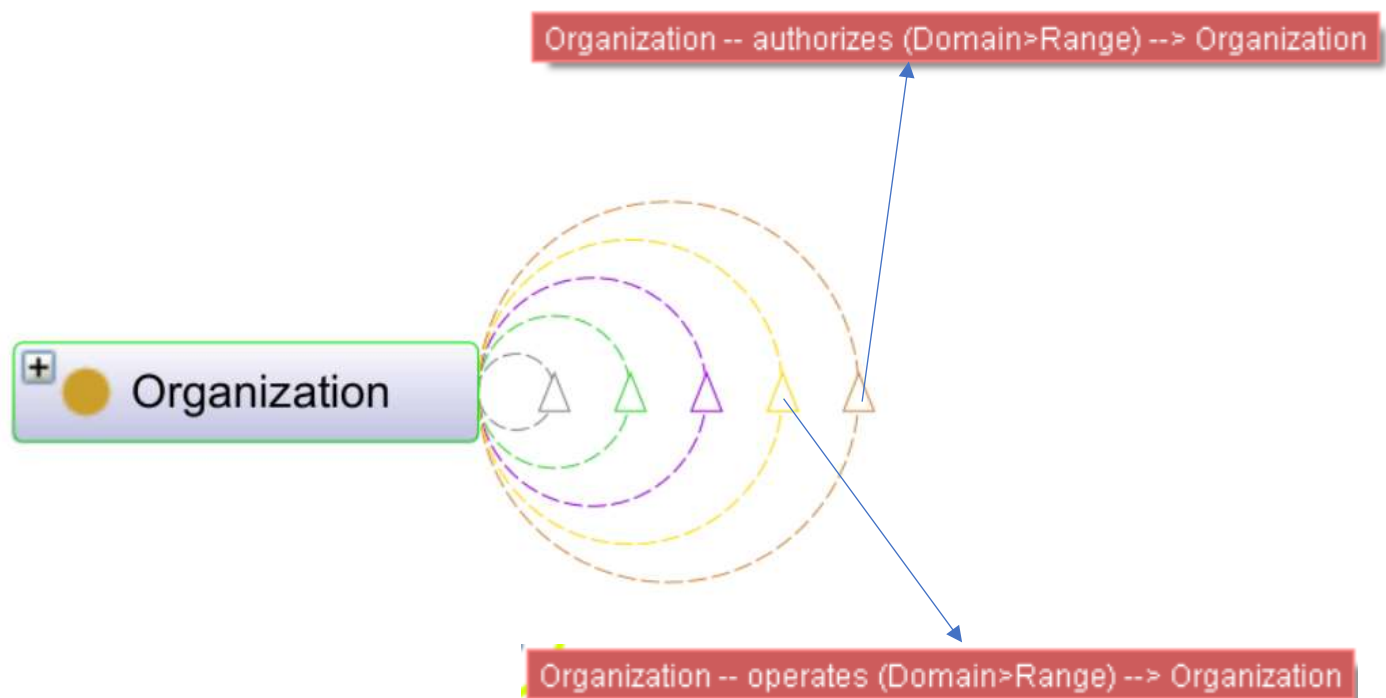 Organization -- authorizes (Domain>Range) --> Organization
Organization
Organization -- operates (Domain>Range) --> Organization